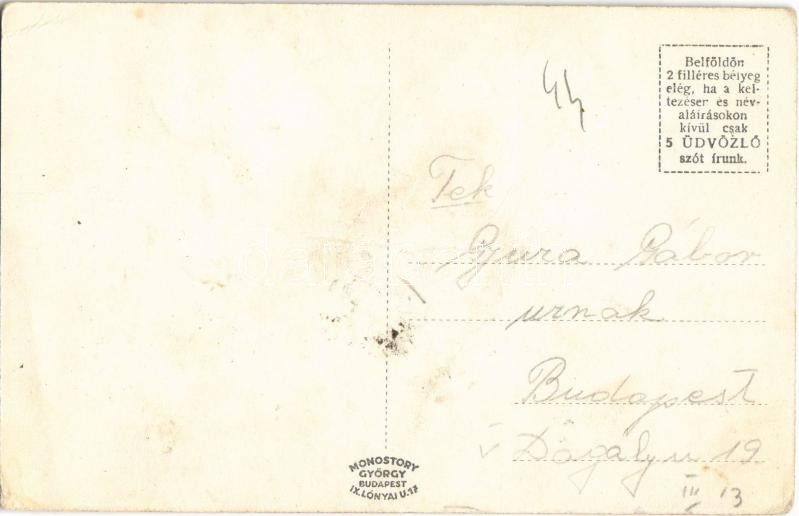 44
Belföldön
2 filléres bélyeg
elég, ha a kel-
tezésen és név-
aláírásokon
kívül csak
5 ÜDVÖZLŐ
szót írunk.
Tek
Gyura Gábor
urnak
Budapest
V Dagály u 19
III 13
MONOSTORY
GYÖRGY
BUDAPEST
IX. LÓNYAI U. 17